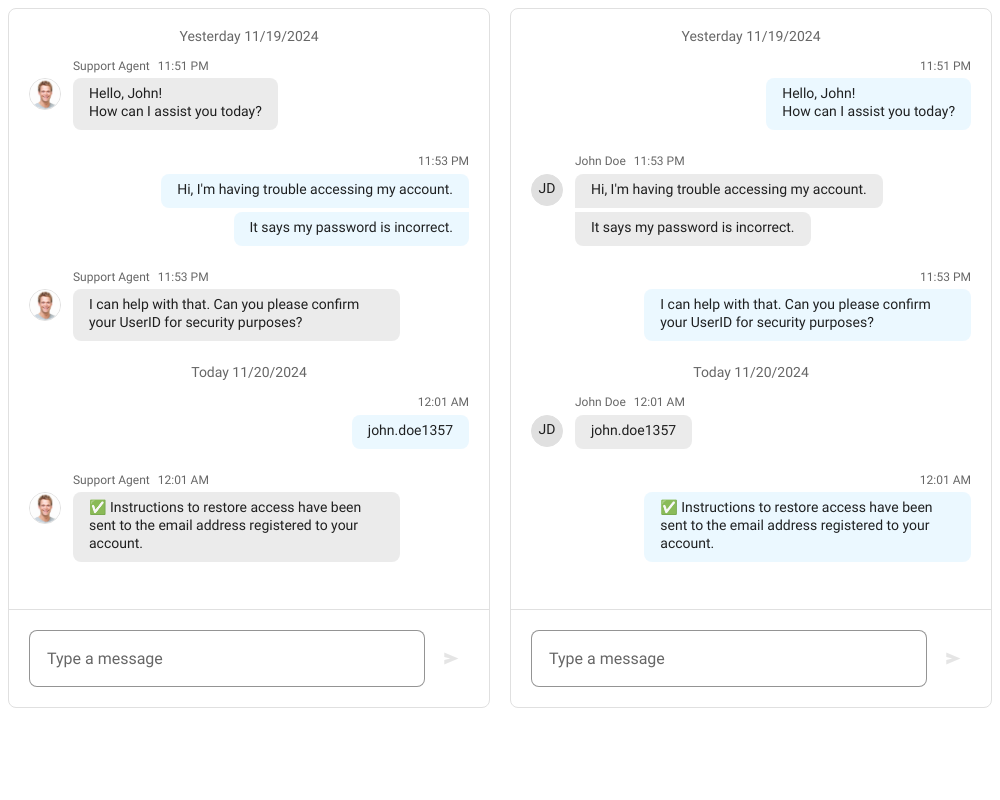 Yesterday 11/19/2024
Support Agent 11:51 PM
Hello, John!
How can I assist you today?
11:53 PM
Hi, I'm having trouble accessing my account.
It says my password is incorrect.
Support Agent 11:53 PM
I can help with that. Can you please confirm
your UserID for security purposes?
Today 11/20/2024
12:01 AM
john.doe1357
Support Agent 12:01 AM
✅ Instructions to restore access have been
sent to the email address registered to your
account.
Type a message
Yesterday 11/19/2024
11:51 PM
Hello, John!
How can I assist you today?
John Doe 11:53 PM
JD
Hi, I'm having trouble accessing my account.
It says my password is incorrect.
11:53 PM
I can help with that. Can you please confirm
your UserID for security purposes?
Today 11/20/2024
John Doe 12:01 AM
JD
john.doe1357
12:01 AM
✅ Instructions to restore access have been
sent to the email address registered to your
account.
Type a message